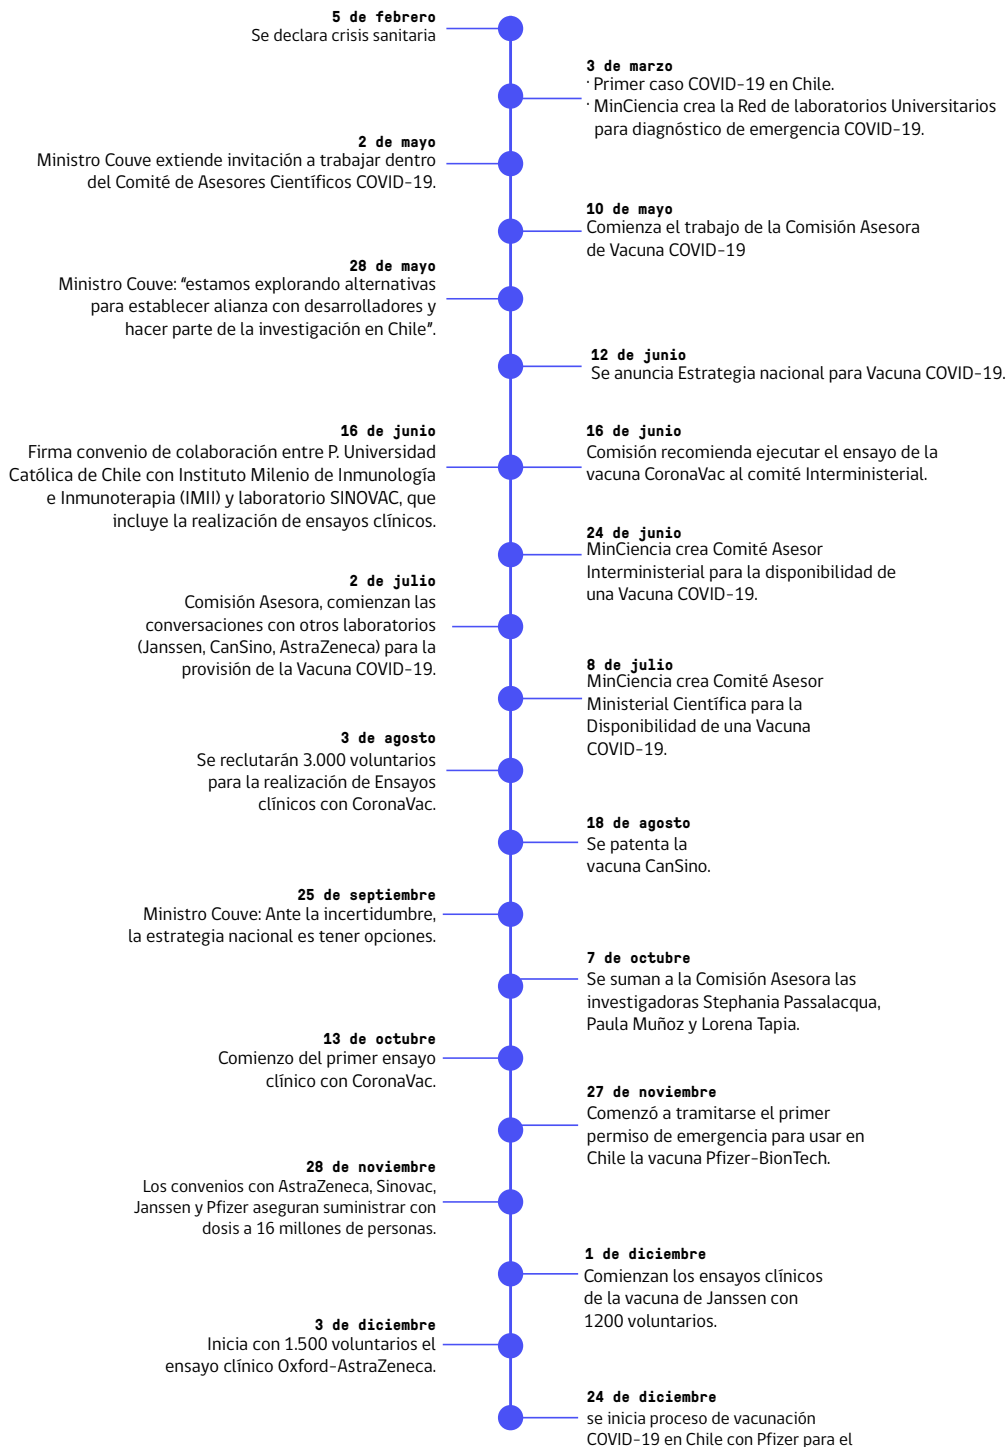 5 de febrero
Se declara crisis sanitaria
3 de marzo
· Primer caso COVID-19 en Chile.
· MinCiencia crea la Red de laboratorios Universitarios
para diagnóstico de emergencia COVID-19.
2 de mayo
Ministro Couve extiende invitación a trabajar dentro
del Comité de Asesores Científicos COVID-19.
10 de mayo
Comienza el trabajo de la Comisión Asesora
de Vacuna COVID-19
28 de mayo
Ministro Couve: “estamos explorando alternativas
para establecer alianza con desarrolladores y
hacer parte de la investigación en Chile”.
12 de junio
Se anuncia Estrategia nacional para Vacuna COVID-19.
16 de junio
Firma convenio de colaboración entre P. Universidad
Católica de Chile con Instituto Milenio de Inmunología
e Inmunoterapia (IMII) y laboratorio SINOVAC, que
incluye la realización de ensayos clínicos.
16 de junio
Comisión recomienda ejecutar el ensayo de la
vacuna CoronaVac al comité Interministerial.
24 de junio
MinCiencia crea Comité Asesor
Interministerial para la disponibilidad de
una Vacuna COVID-19.
2 de julio
Comisión Asesora, comienzan las
conversaciones con otros laboratorios
(Janssen, CanSino, AstraZeneca) para la
provisión de la Vacuna COVID-19.
8 de julio
MinCiencia crea Comité Asesor
Ministerial Científica para la
Disponibilidad de una Vacuna
COVID-19.
3 de agosto
Se reclutarán 3.000 voluntarios
para la realización de Ensayos
clínicos con CoronaVac.
18 de agosto
Se patenta la
vacuna CanSino.
25 de septiembre
Ministro Couve: Ante la incertidumbre,
la estrategia nacional es tener opciones.
7 de octubre
Se suman a la Comisión Asesora las
investigadoras Stephania Passalacqua,
Paula Muñoz y Lorena Tapia.
13 de octubre
Comienzo del primer ensayo
clínico con CoronaVac.
27 de noviembre
Comenzó a tramitarse el primer
permiso de emergencia para usar en
Chile la vacuna Pfizer-BionTech.
28 de noviembre
Los convenios con AstraZeneca, Sinovac,
Janssen y Pfizer aseguran suministrar con
dosis a 16 millones de personas.
1 de diciembre
Comienzan los ensayos clínicos
de la vacuna de Janssen con
1200 voluntarios.
3 de diciembre
Inicia con 1.500 voluntarios el
ensayo clínico Oxford-AstraZeneca.
24 de diciembre
se inicia proceso de vacunación
COVID-19 en Chile con Pfizer para el